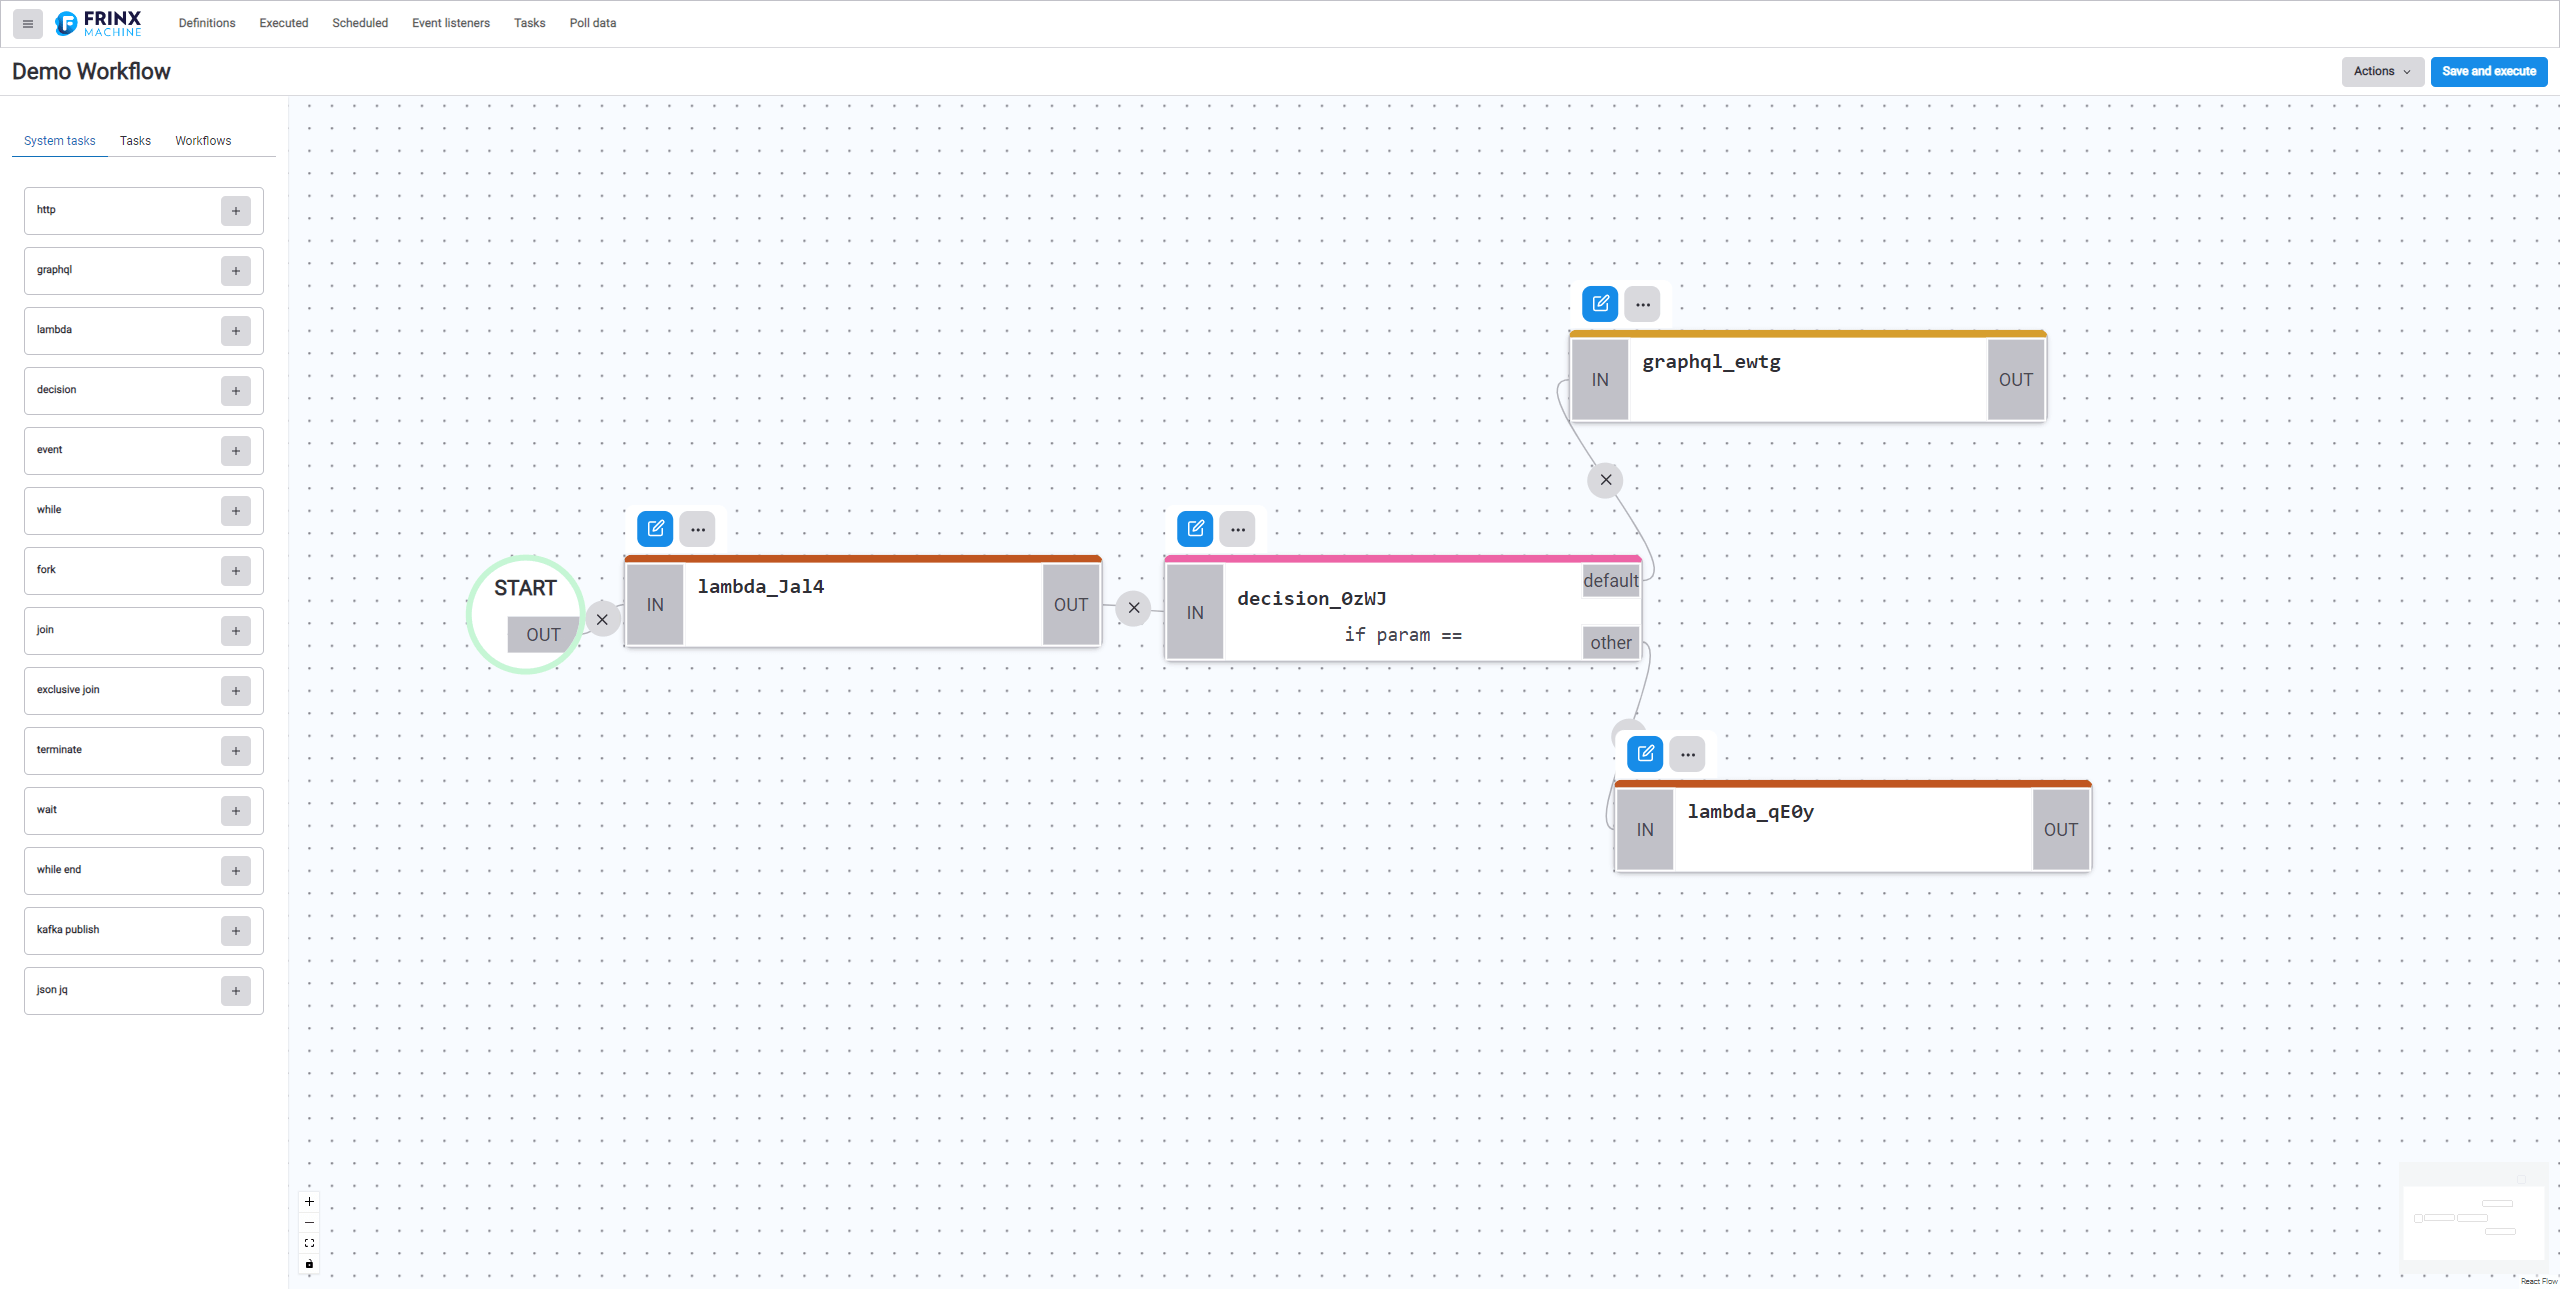 FRINX
MACHINE
Definitions
Executed
Scheduled
Event listeners
Tasks
Poll data
Demo Workflow
Actions
Save and execute
System tasks
Tasks
Workflows
http
graphql
lambda
decision
event
while
fork
join
exclusive join
terminate
wait
while end
kafka publish
json jq
START
OUT
IN
lambda_Jal4
OUT
IN
decision_0zWJ
if param ==
default
other
IN
graphql_ewtg
OUT
IN
lambda_qE0y
OUT
React Flow